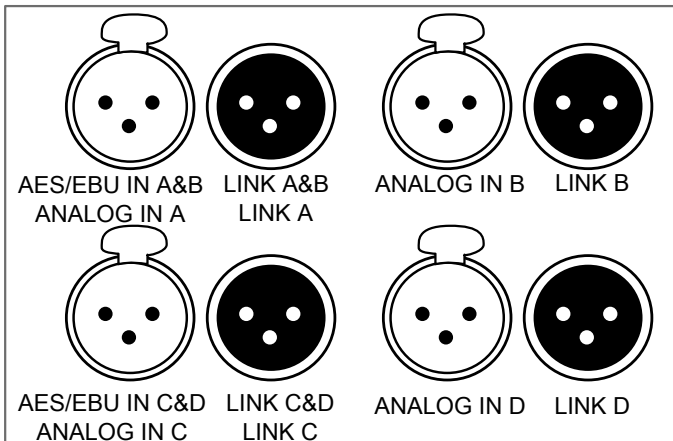 AES/EBU IN A&B LINK A&B ANALOG IN B LINK B
ANALOG IN A LINK A
AES/EBU IN C&D LINK C&D ANALOG IN D LINK D
ANALOG IN C LINK C